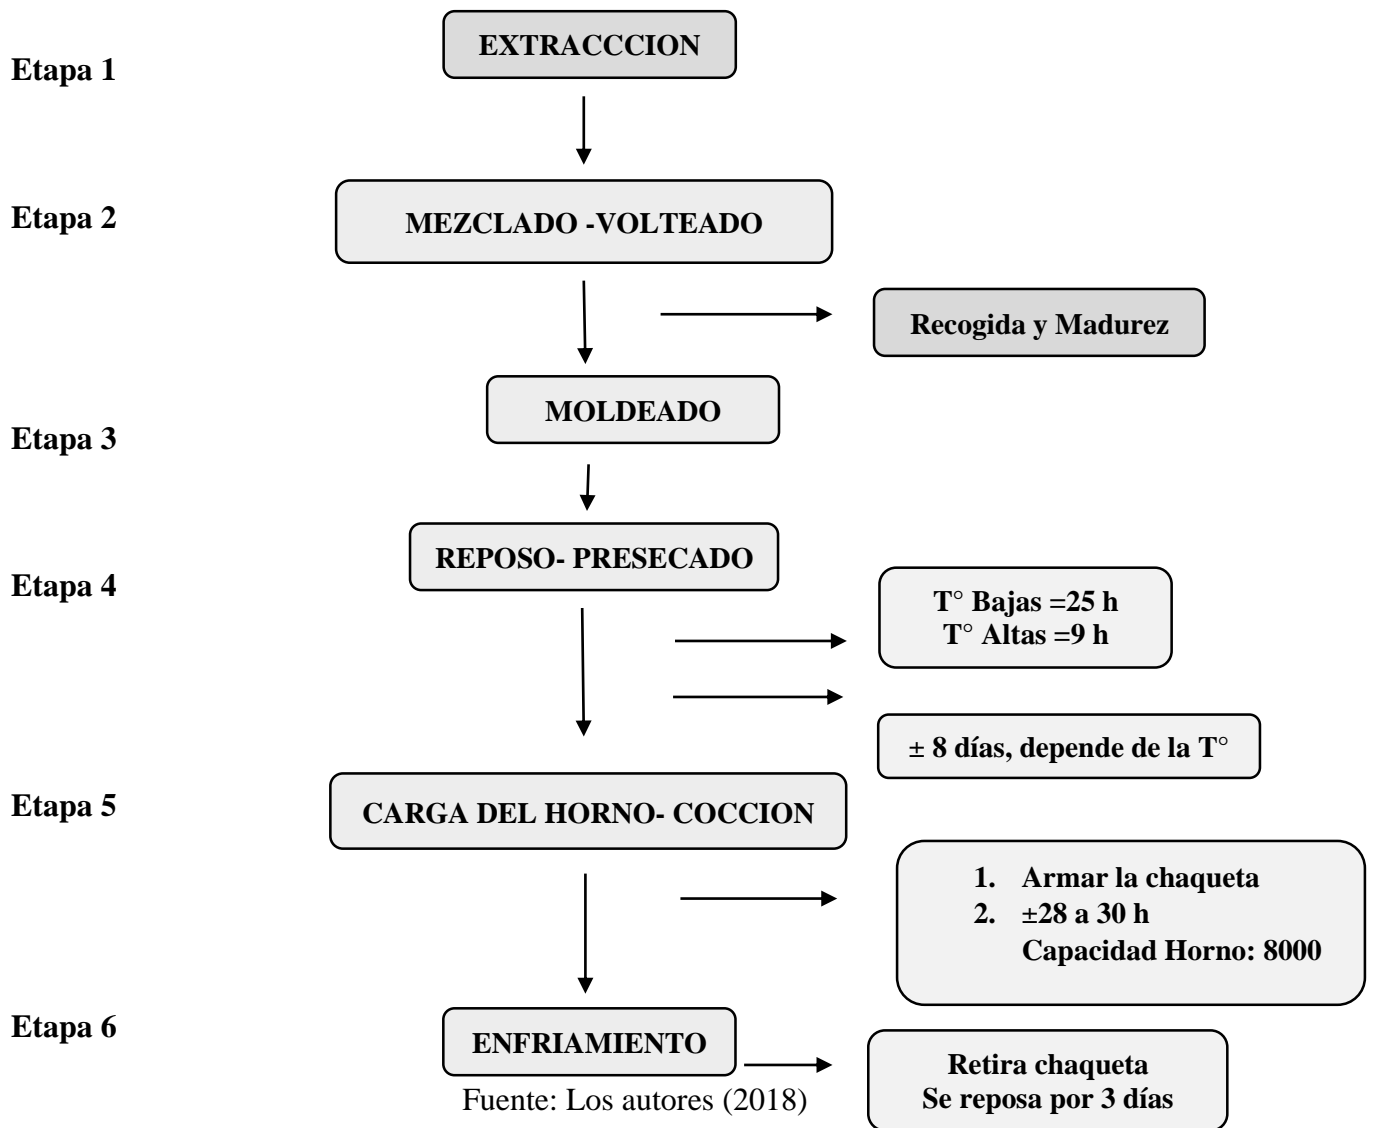 Etapa 1
EXTRACCCION
Etapa 2
MEZCLADO -VOLTEADO
Recogida y Madurez
Etapa 3
MOLDEADO
Etapa 4
REPOSO- PRESECADO
T° Bajas =25 h
T° Altas =9 h
± 8 días, depende de la T°
Etapa 5
CARGA DEL HORNO- COCCION
1. Armar la chaqueta
2. ±28 a 30 h
Capacidad Horno: 8000
Etapa 6
ENFRIAMIENTO
Retira chaqueta
Se reposa por 3 días
Fuente: Los autores (2018)